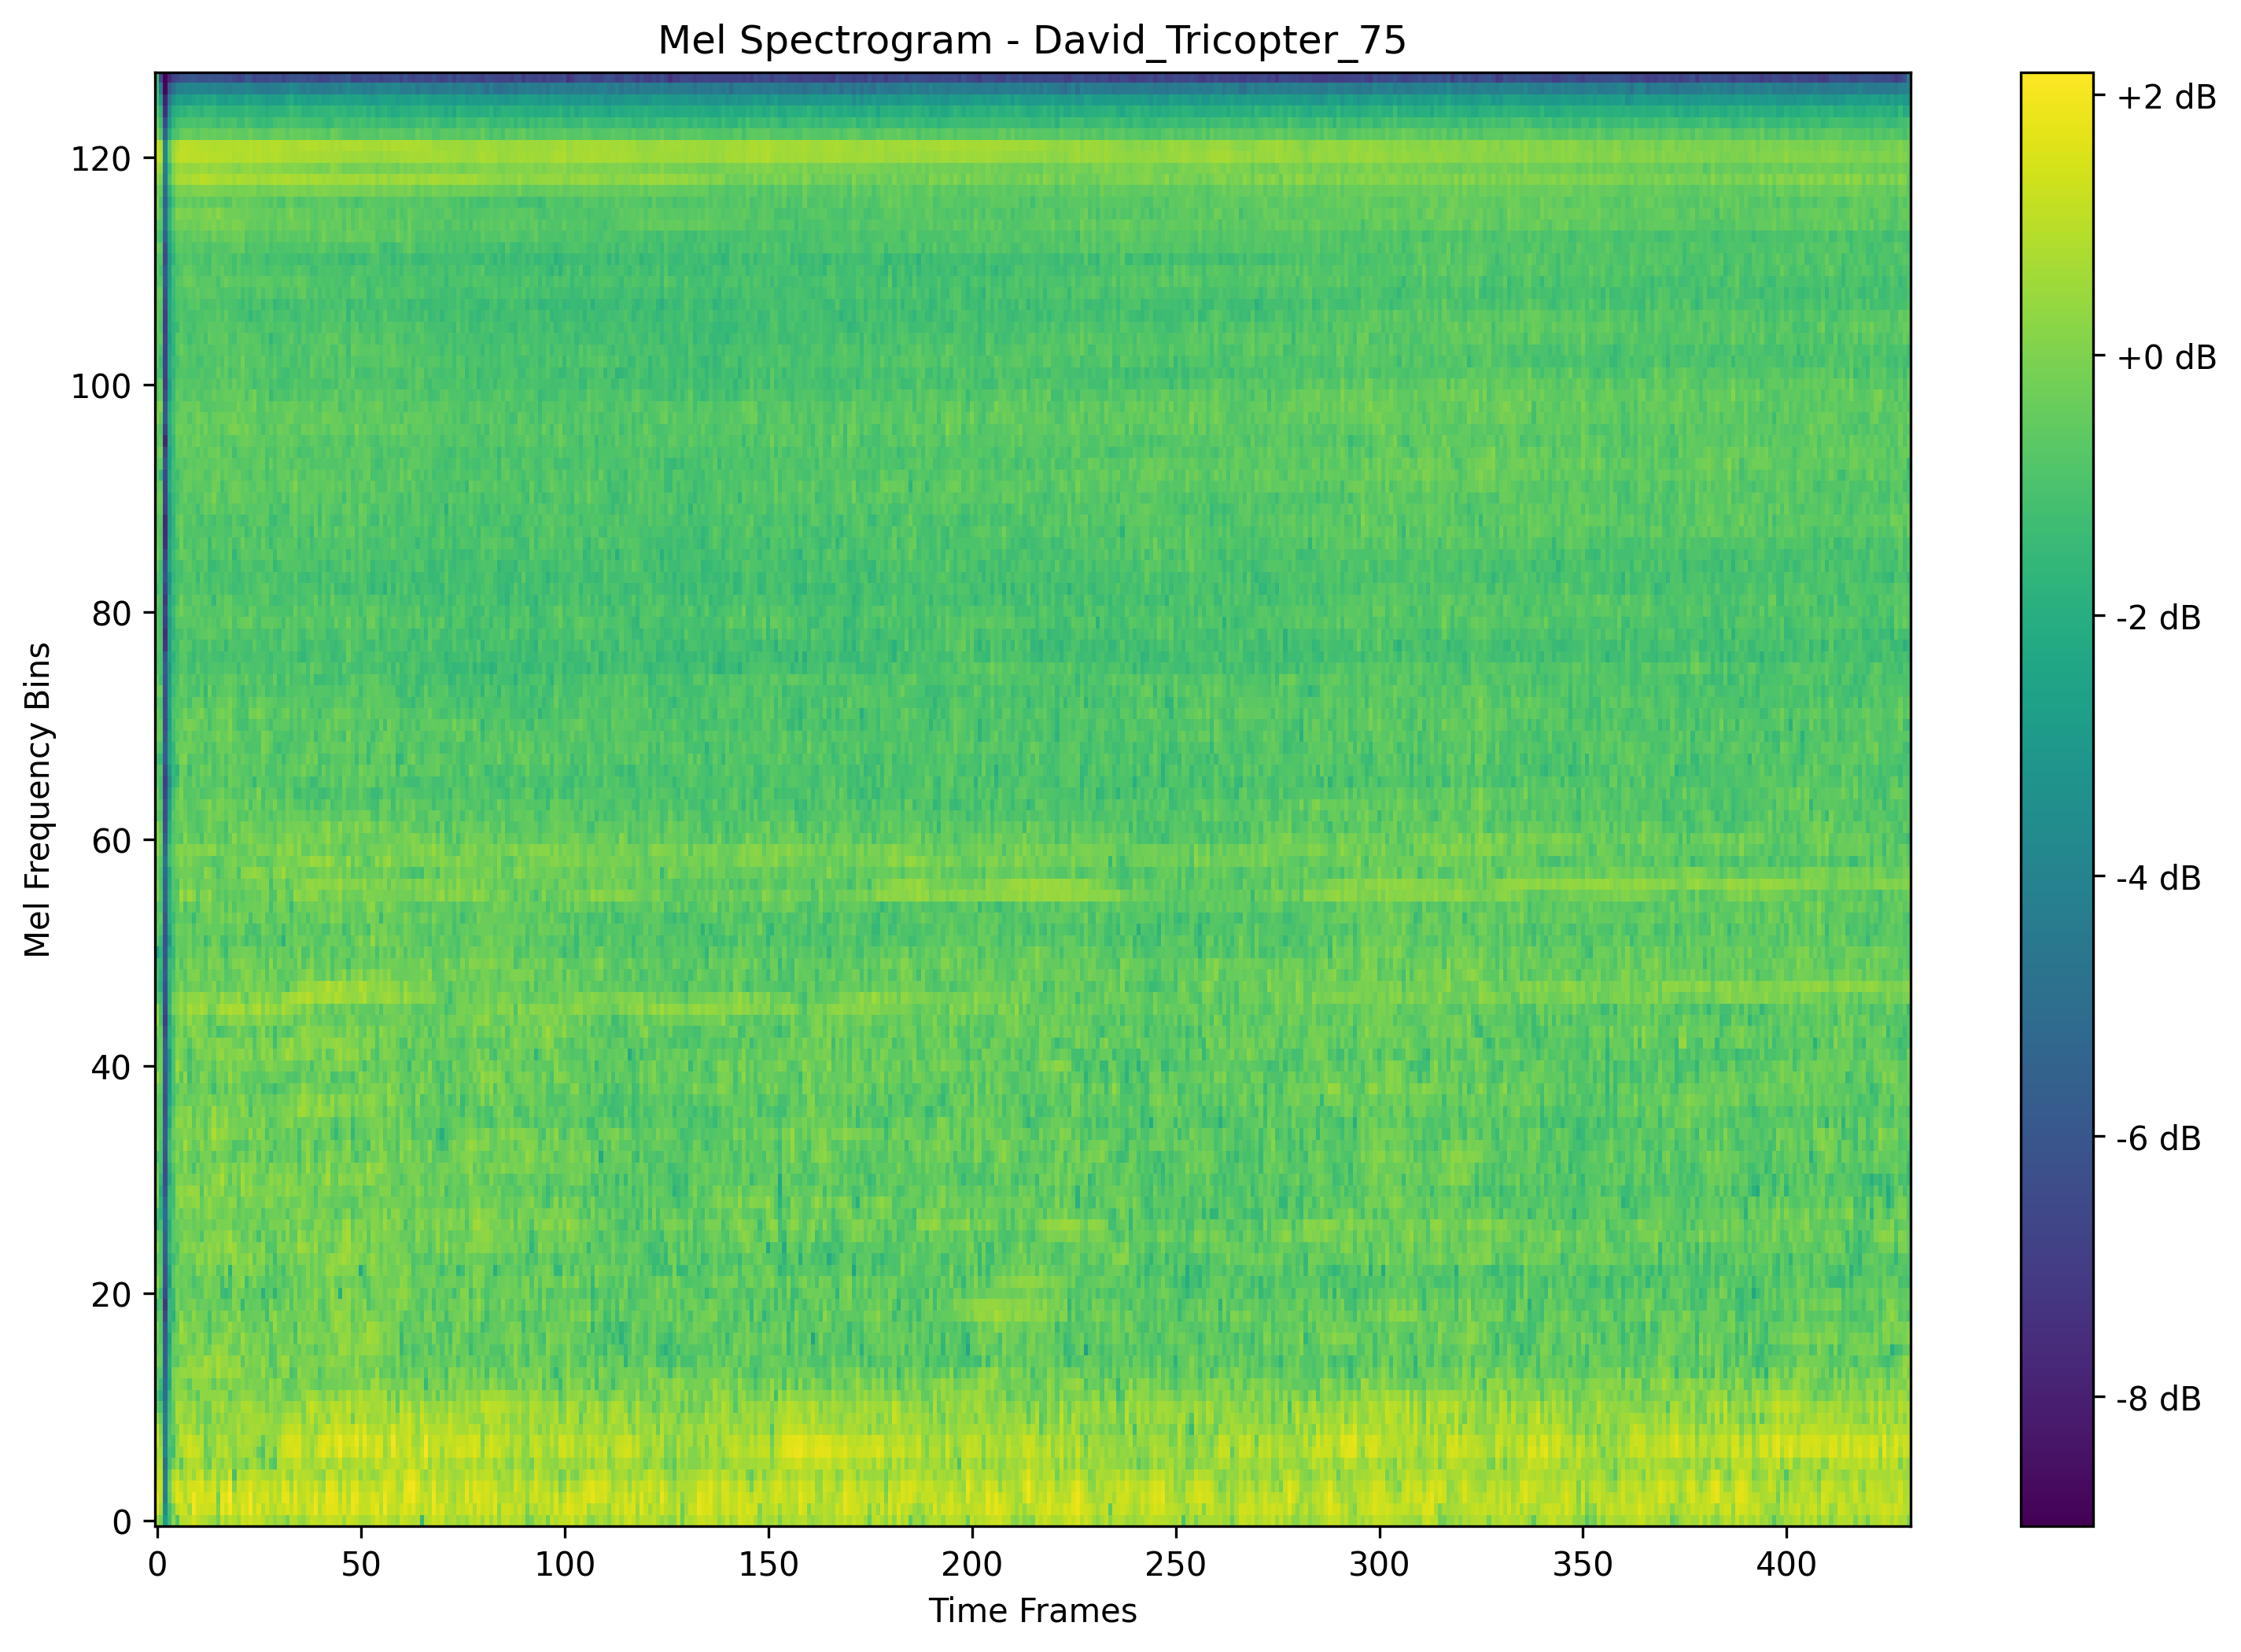 Mel Spectrogram - David_Tricopter_75
Mel Frequency Bins
120
100
80
60
40
20
0
0 50 100 150 200 250 300 350 400
Time Frames
+2 dB
+0 dB
-2 dB
-4 dB
-6 dB
-8 dB